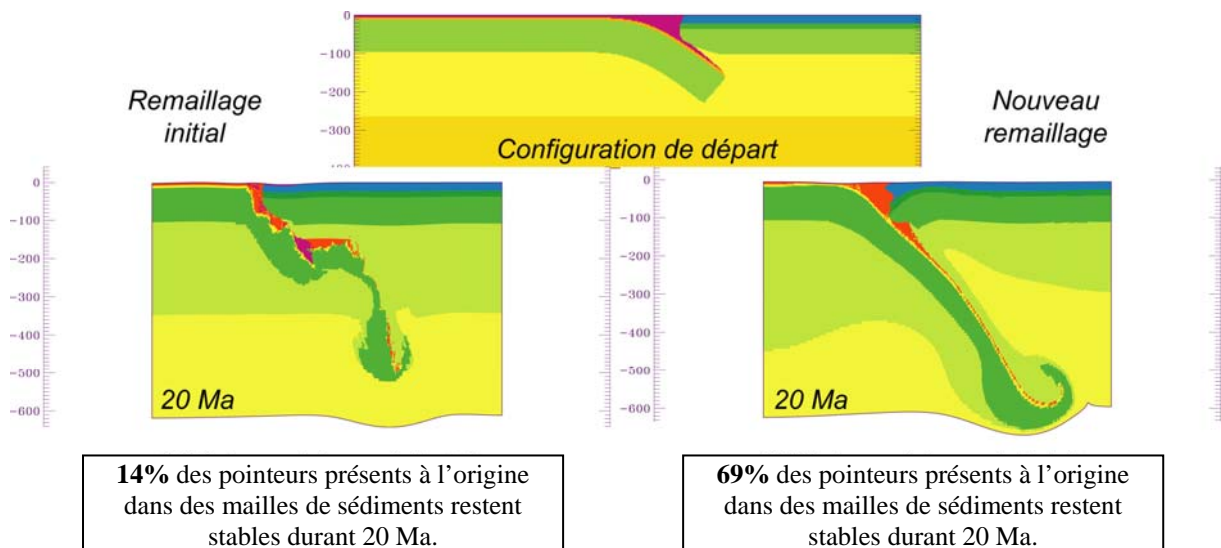 0
-100
-200
-300
-400
Remaillage
initial
Configuration de départ
Nouveau
remaillage
0
-100
-200
-300
-400
-500
-600
20 Ma
0
-100
-200
-300
-400
-500
-600
20 Ma
14% des pointeurs présents à l'origine
dans des mailles de sédiments restent
stables durant 20 Ma.
69% des pointeurs présents à l'origine
dans des mailles de sédiments restent
stables durant 20 Ma.